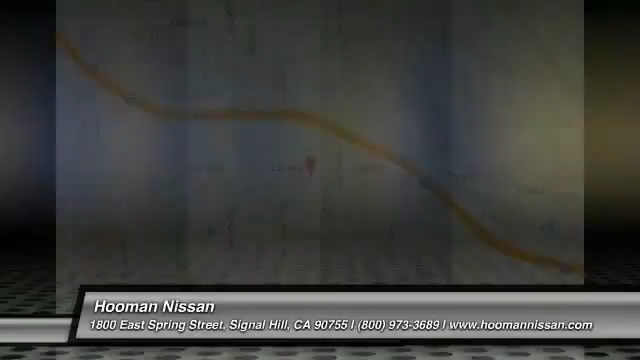 Hooman Nissan
1800 East Spring Street, Signal Hill, CA 90755 | (800) 973-3689 | www.hoomannissan.com